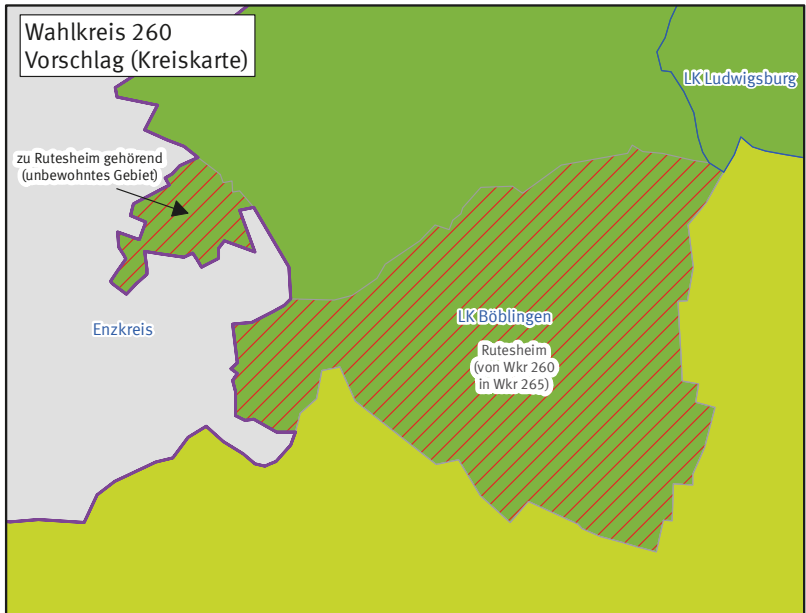 Wahlkreis 260
Vorschlag (Kreiskarte)
LK Ludwigsburg
zu Rutesheim gehörend
(unbewohntes Gebiet)
Enzkreis
LK Böblingen
Rutesheim
(von Wkr 260
in Wkr 265)